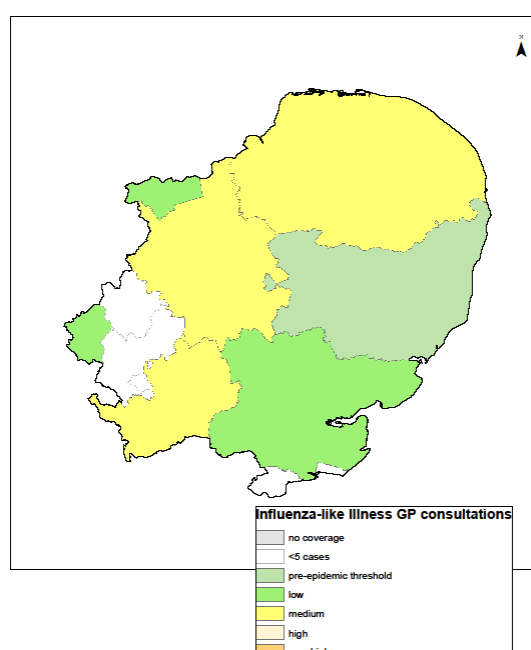 N
Influenza-like Illness GP consultations
no coverage
<5 cases
pre-epidemic threshold
low
medium
high